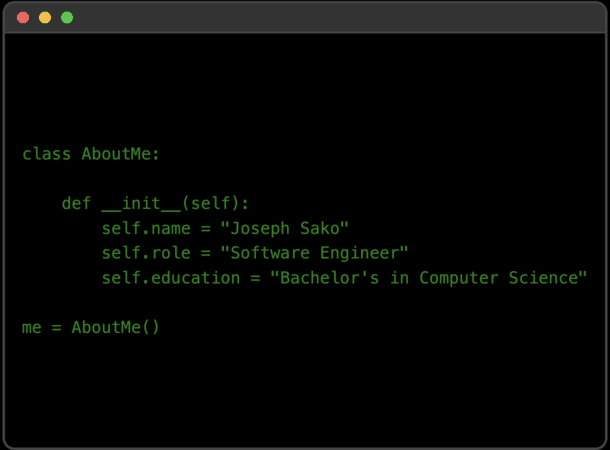 class AboutMe:
    def __init__(self):
        self.name = "Joseph Sako"
        self.role = "Software Engineer"
        self.education = "Bachelor's in Computer Science"
me = AboutMe()